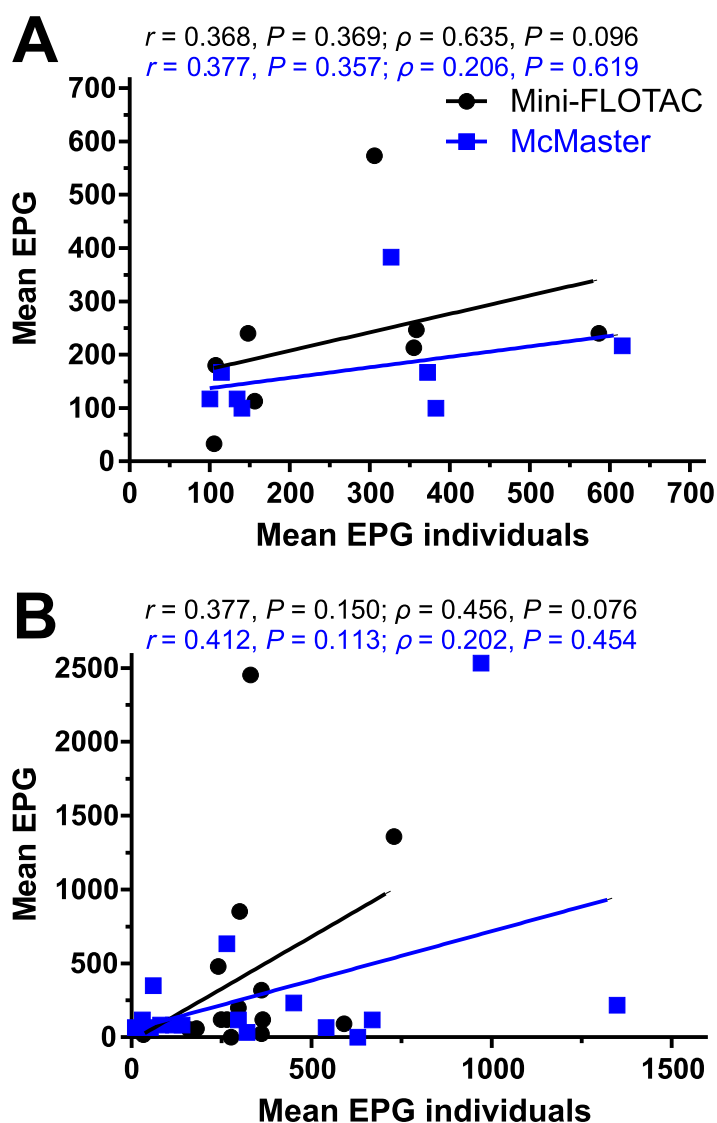 A
r = 0.368, P = 0.369; ρ = 0.635, P = 0.096
r = 0.377, P = 0.357; ρ = 0.206, P = 0.619
Mini-FLOTAC
McMaster
Mean EPG
700
600
500
400
300
200
100
0
0 100 200 300 400 500 600 700
Mean EPG individuals
B
r = 0.377, P = 0.150; ρ = 0.456, P = 0.076
r = 0.412, P = 0.113; ρ = 0.202, P = 0.454
Mean EPG
2500
2000
1500
1000
500
0
0 500 1000 1500
Mean EPG individuals